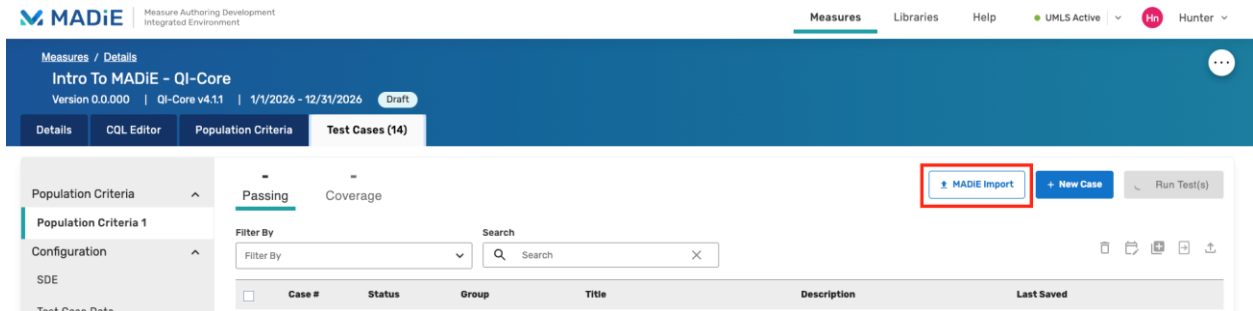 MADiE
Measure Authoring Development
Integrated Environment
Measures Libraries Help UMLS Active Hn Hunter
Measures / Details
Intro To MADiE - QI-Core
Version 0.0.000 | QI-Core v4.1.1 | 1/1/2026 - 12/31/2026 Draft
Details CQL Editor Population Criteria Test Cases (14)
- -
Passing Coverage
MADiE Import + New Case Run Test(s)
Population Criteria
Population Criteria 1
Configuration
SDE
Test Case Data
Filter By Search
Filter By Search
Case # Status Group Title Description Last Saved